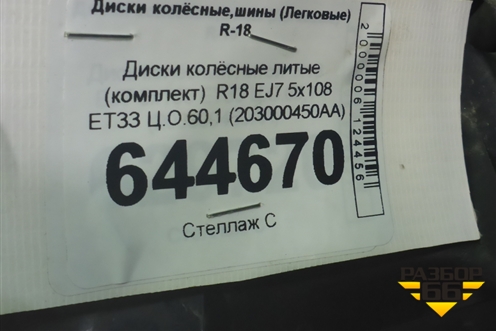 Диски колёсные,шины (Легковые)
R-18
Диски колёсные литые
(комплект) R18 EJ7 5x108
ET33 Ц.О.60,1 (203000450AA)
644670
Стеллаж С
2000006124456
РАЗБОР
66